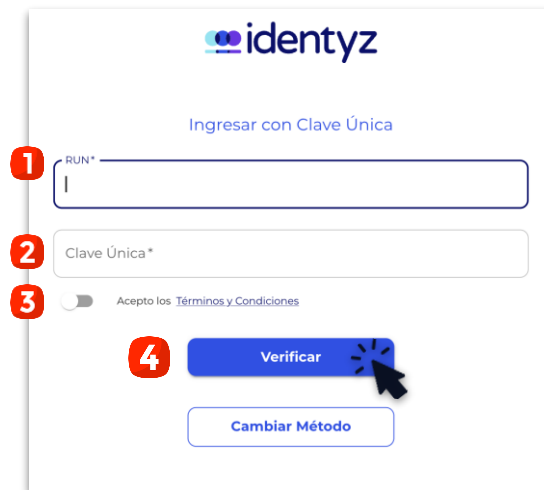 identyz
Ingresar con Clave Única
1
RUN*
2
Clave Única*
3
Acepto los Términos y Condiciones
4
Verificar
Cambiar Método